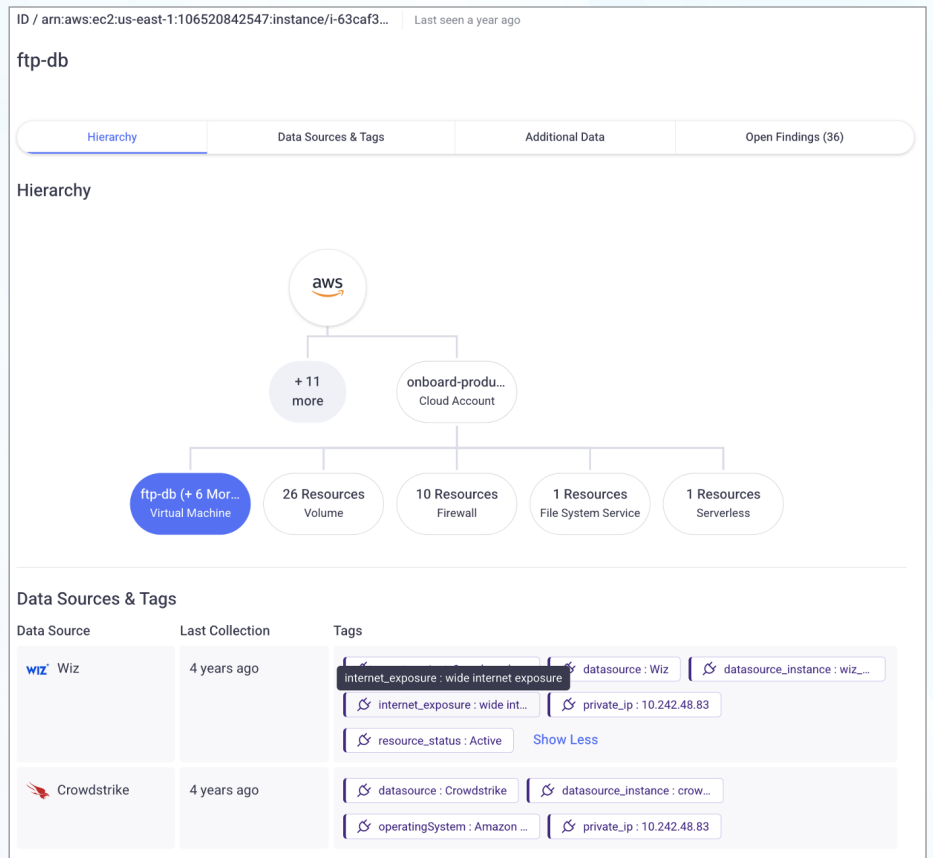 ID / arn:aws:ec2:us-east-1:106520842547:instance/i-63caf3... Last seen a year ago
ftp-db
Hierarchy Data Sources & Tags Additional Data Open Findings (36)
Hierarchy
aws
+ 11
more
onboard-produ...
Cloud Account
ftp-db (+ 6 Mor...
Virtual Machine
26 Resources
Volume
10 Resources
Firewall
1 Resources
File System Service
1 Resources
Serverless
Data Sources & Tags
Data Source Last Collection Tags
WIZ Wiz 4 years ago
datasource : Wiz datasource_instance : wiz_...
internet_exposure : wide internet exposure
internet_exposure : wide int... private_ip : 10.242.48.83
resource_status : Active Show Less
Crowdstrike 4 years ago
datasource : Crowdstrike datasource_instance : crow...
operatingSystem : Amazon ... private_ip : 10.242.48.83